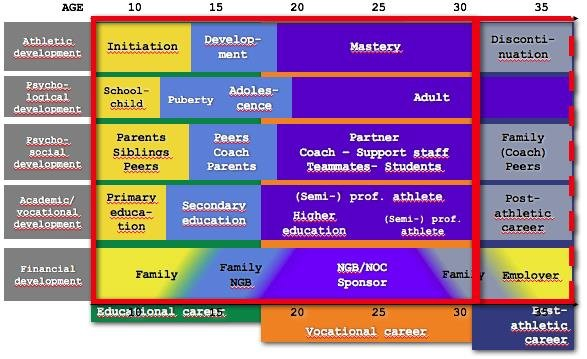 AGE 10 15 20 25 30 35
Athletic
development
Initiation
Develop-
ment
Mastery
Disconti-
nuation
Psycho-
logical
development
School-
child
Puberty
Adoles-
cence
Adult
Psycho-
social
development
Parents
Siblings
Peers
Peers
Coach
Parents
Partner
Coach – Support staff
Teammates- Students
Family
(Coach)
Peers
Academic/
vocational
development
Primary
educa-
tion
Secondary
education
(Semi-) prof. athlete
Higher
education
(Semi-) prof.
athlete
Post-
athletic
career
Financial
development
Family
Family
NGB
NGB/NOC
Sponsor
Family
Employer
10 15 20 25 30 35
Educational career
Vocational career
Post-
athletic
career